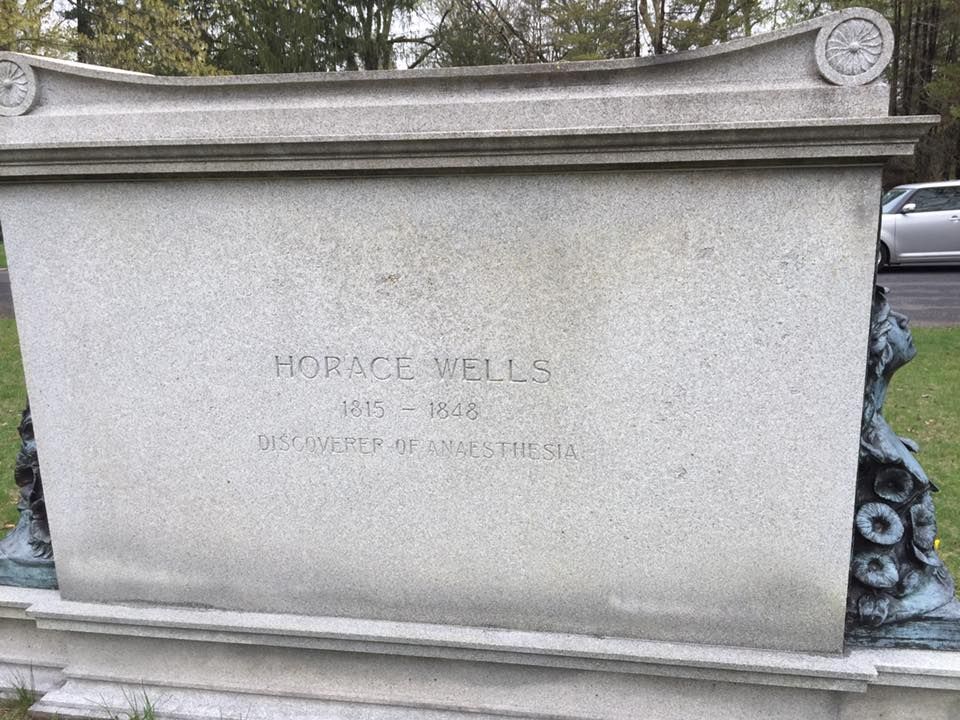 HORACE WELLS
1815 – 1848
DISCOVERER OF ANAESTHESIA